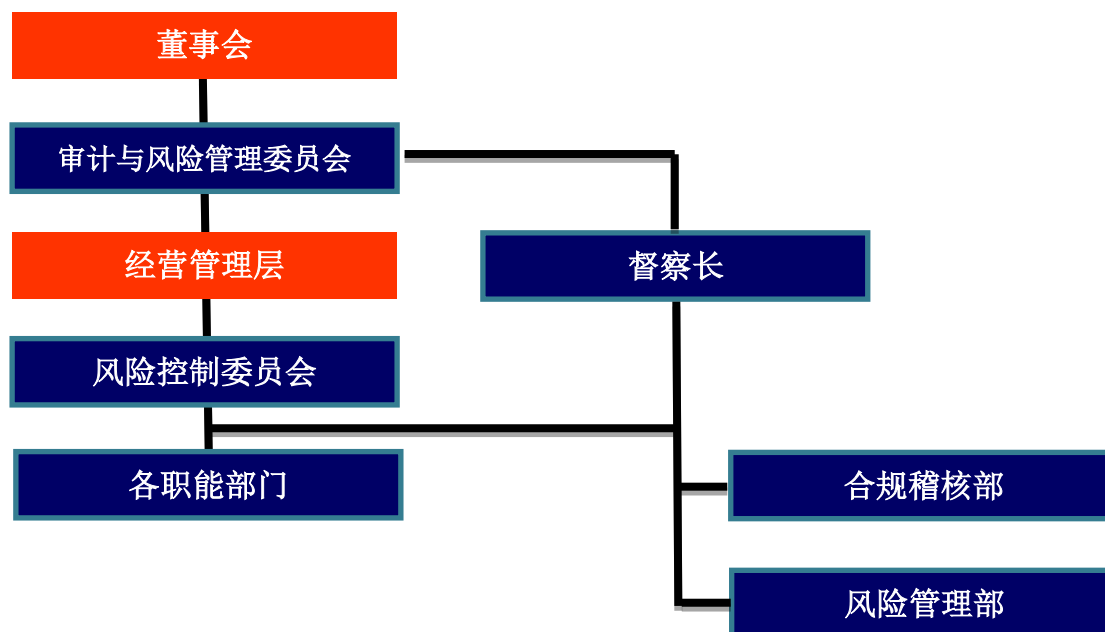 董事会
审计与风险管理委员会
经营管理层
督察长
风险控制委员会
各职能部门
合规稽核部
风险管理部